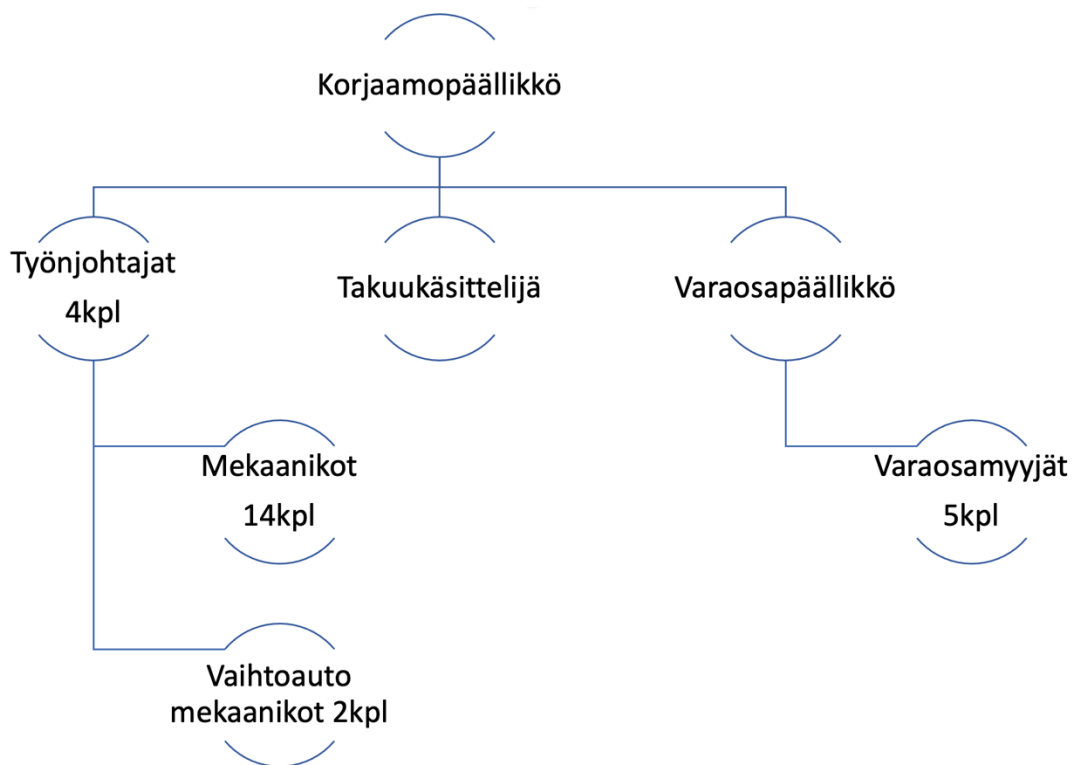 Korjaamopäällikkö
Työnjohtajat
4kpl
Takuukäsittelijä
Varaosapäällikkö
Mekaanikot
14kpl
Varaosamyyjät
5kpl
Vaihtoauto
mekaanikot 2kpl